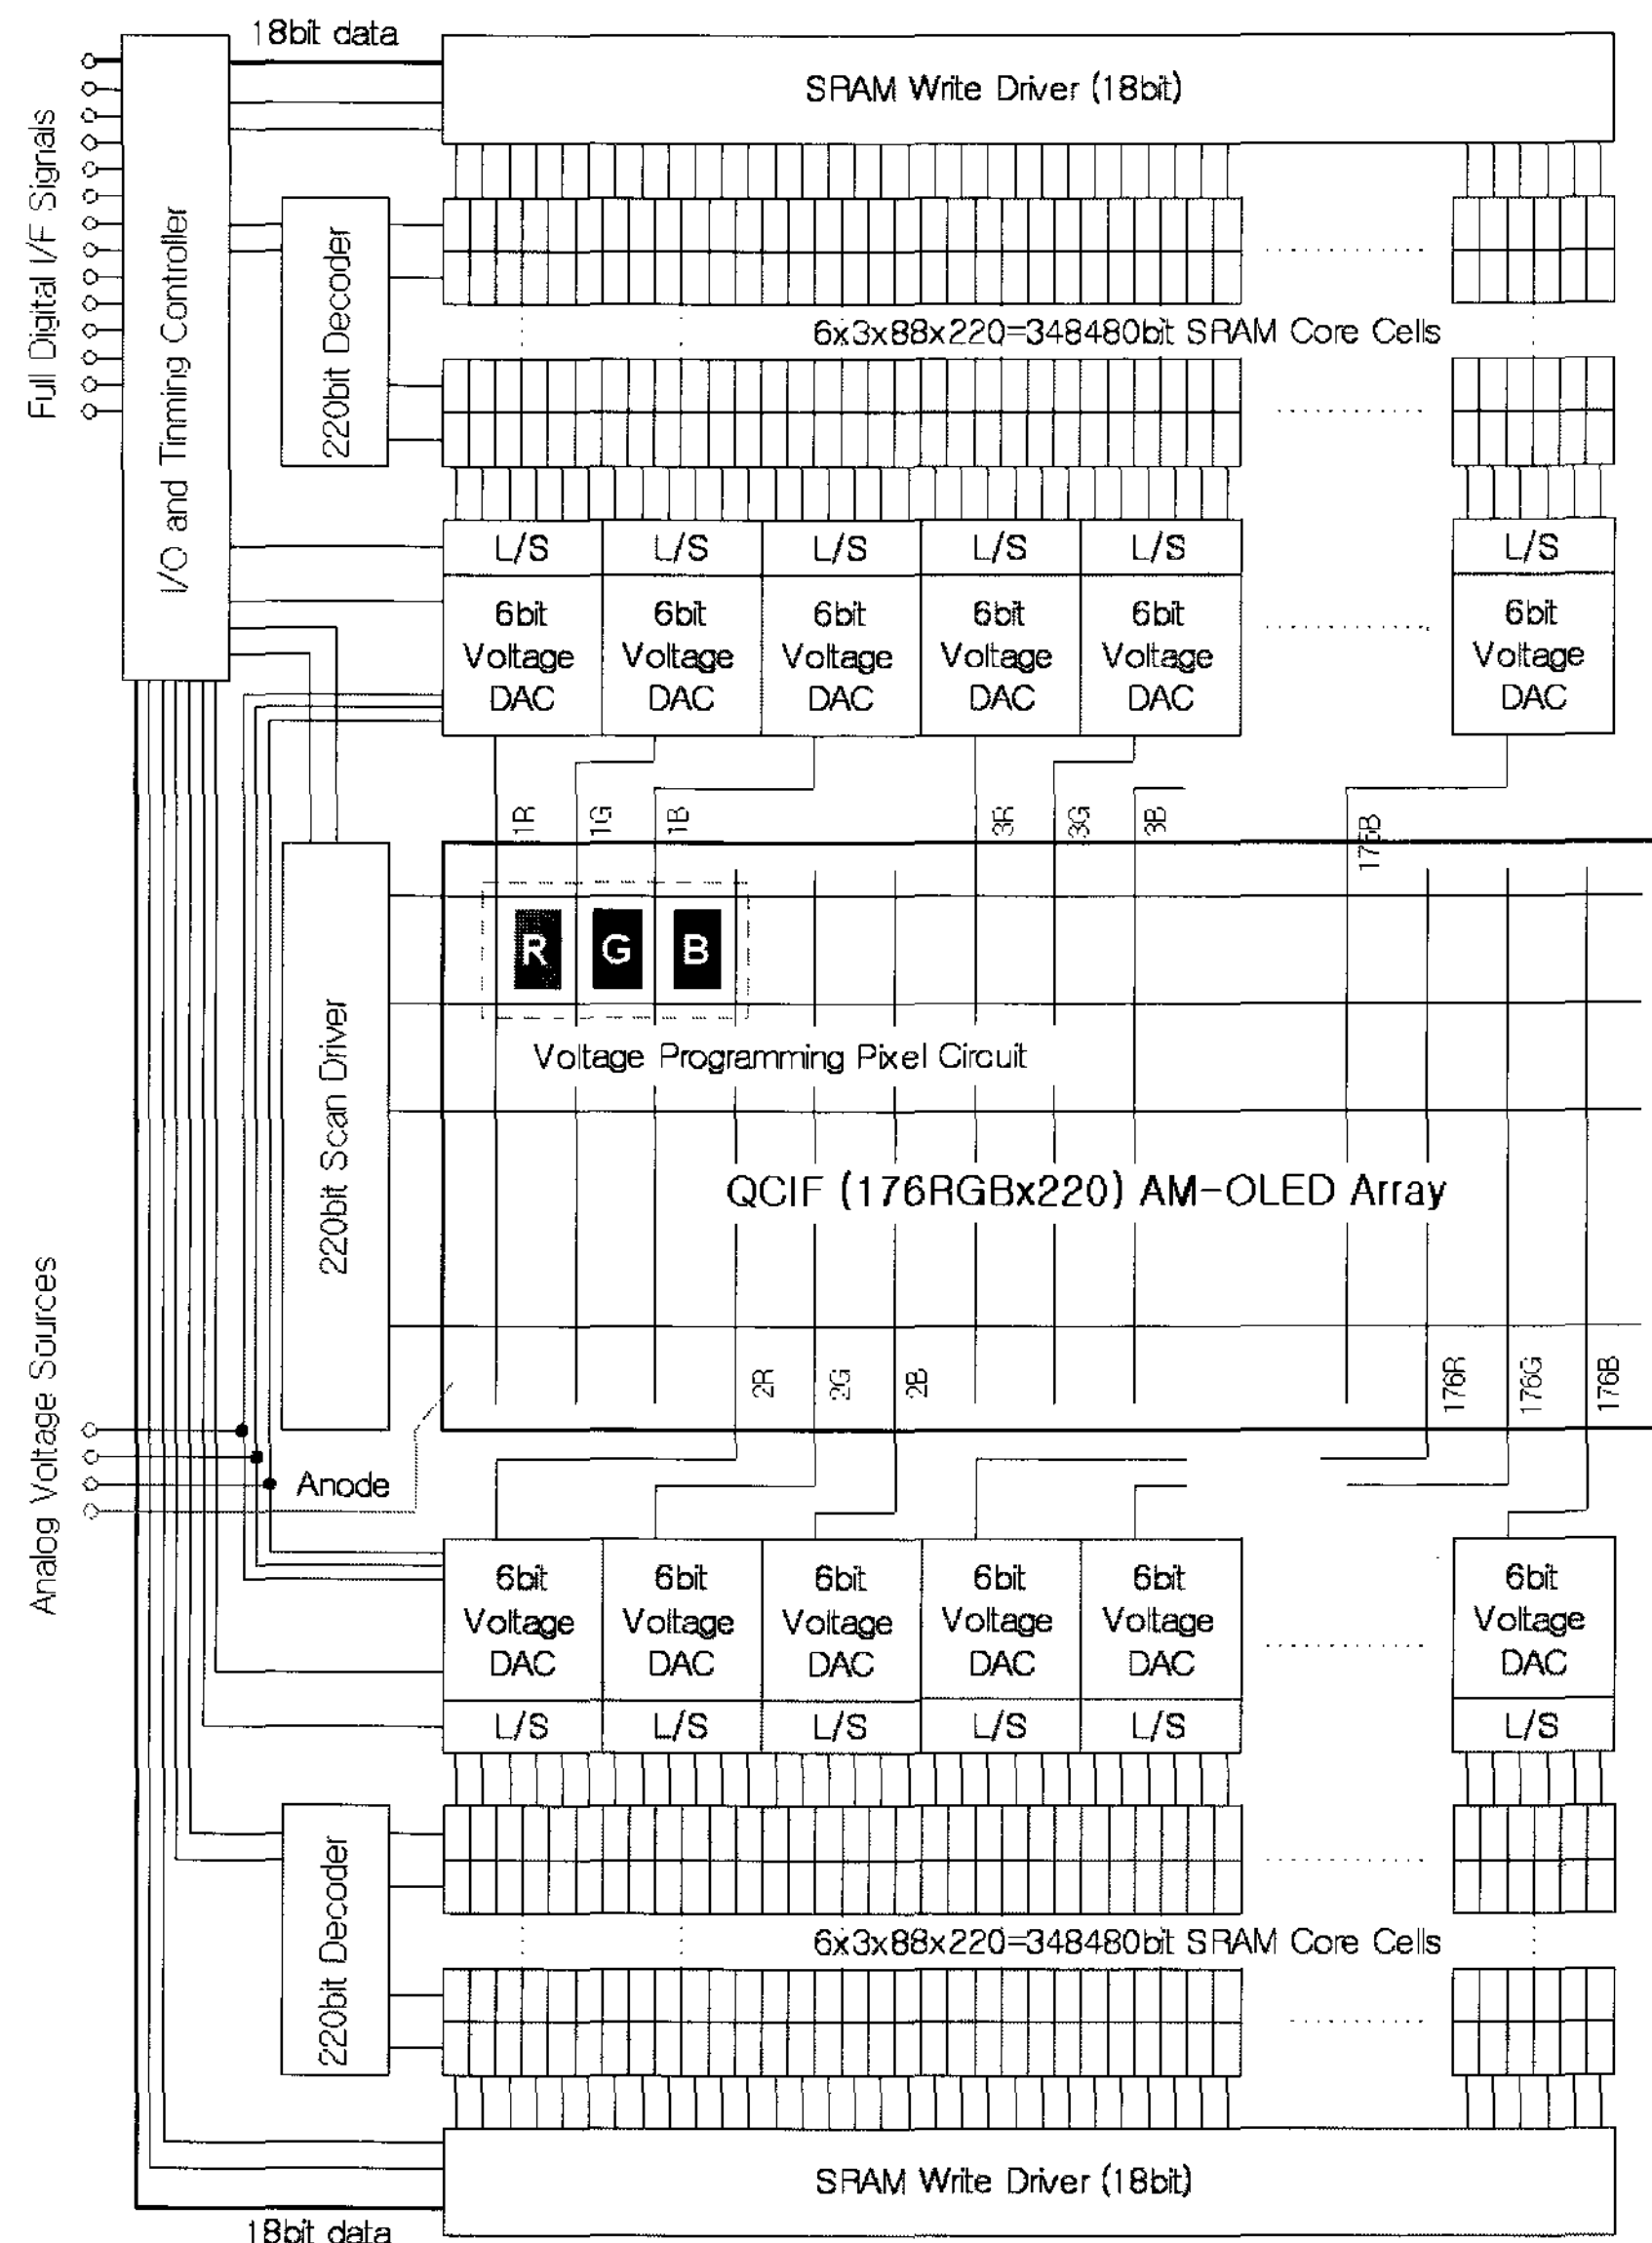 18bit data
SRAM Write Driver (18bit)
Full Digital I/F Signals
I/O and Tinming Controller
220bit Decoder
6x3x88x220=348480bit SRAM Core Cells
L/S
L/S
L/S
L/S
L/S
L/S
6bit
Voltage
DAC
6bit
Voltage
DAC
6bit
Voltage
DAC
6bit
Voltage
DAC
6bit
Voltage
DAC
6bit
Voltage
DAC
1R
1G
1B
3R
3G
3B
175B
R
G
B
Voltage Programming Pixel Circuit
220bit Scan Driver
QCIF (176RGBx220) AM-OLED Array
2R
2G
2B
176R
176G
176B
Analog Voltage Sources
Anode
6bit
Voltage
DAC
6bit
Voltage
DAC
6bit
Voltage
DAC
6bit
Voltage
DAC
6bit
Voltage
DAC
6bit
Voltage
DAC
L/S
L/S
L/S
L/S
L/S
L/S
220bit Decoder
6x3x88x220=348480bit SRAM Core Cells
SRAM Write Driver (18bit)
18bit data